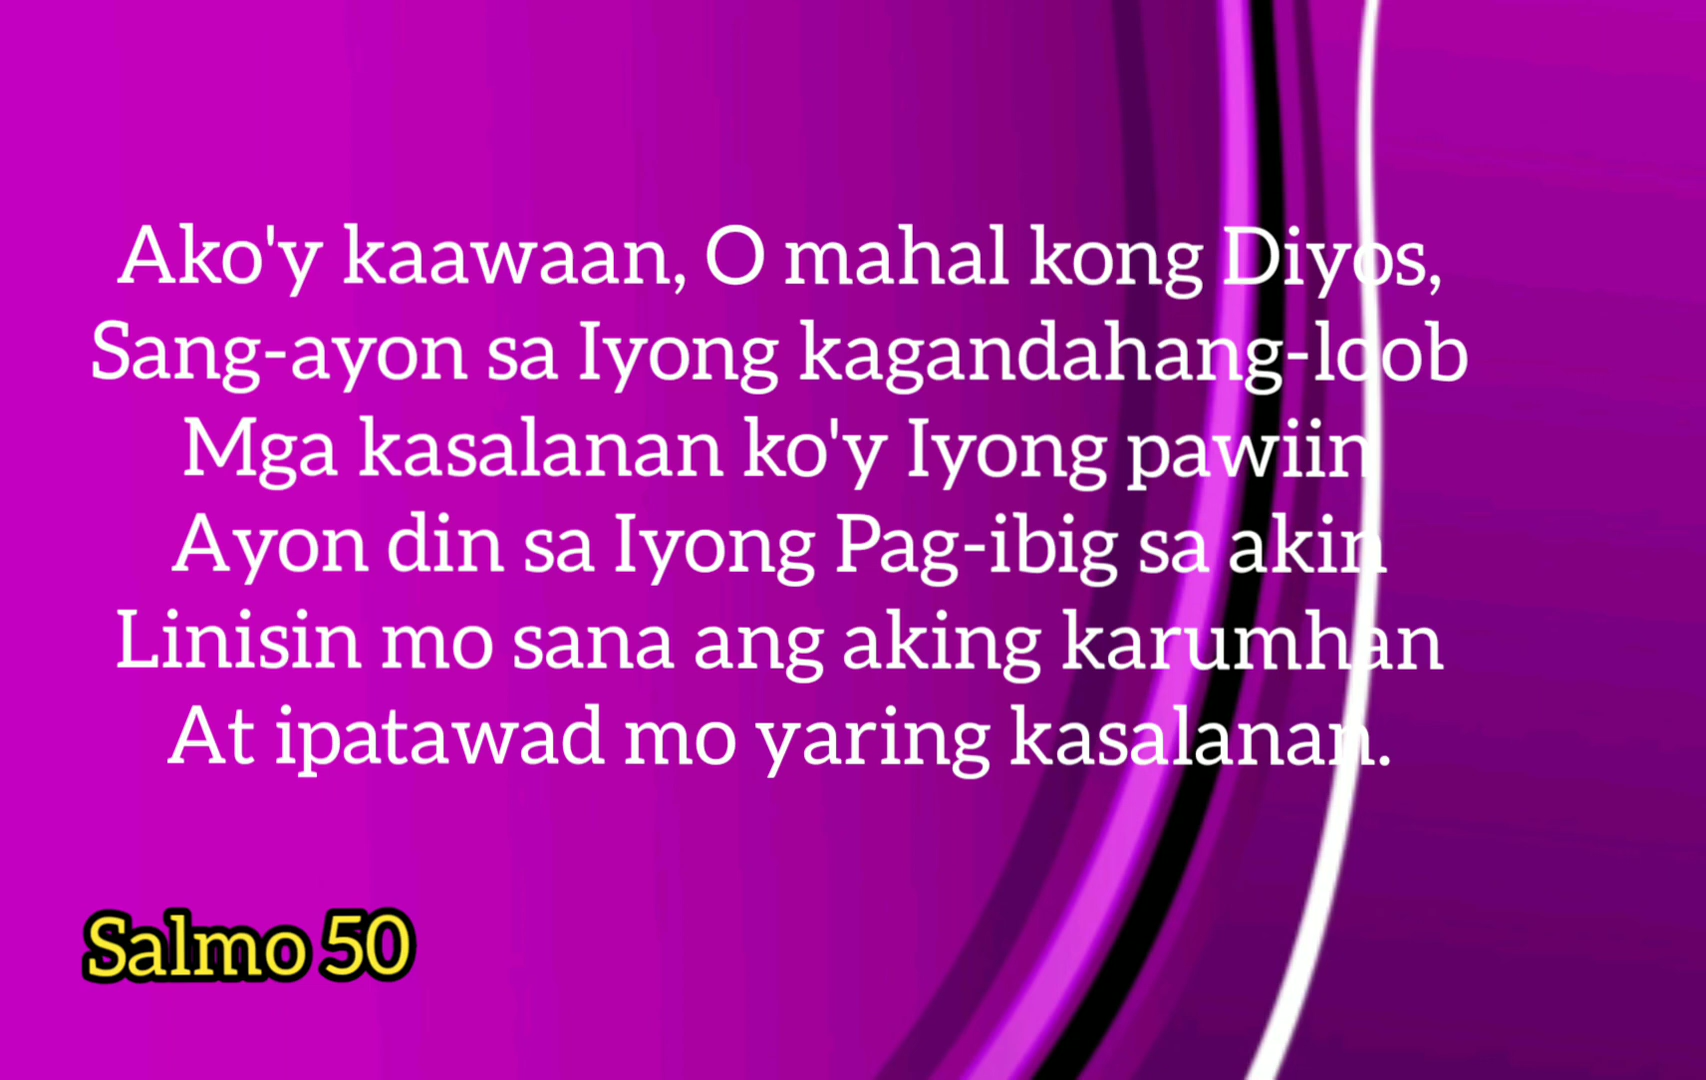 Ako'y kaawaan, O mahal kong Diyos,
Sang-ayon sa Iyong kagandahang-loob
Mga kasalanan ko'y Iyong pawiin
Ayon din sa Iyong Pag-ibig sa akin
Linisin mo sana ang aking karumhan
At ipatawad mo yaring kasalanan.
Salmo 50